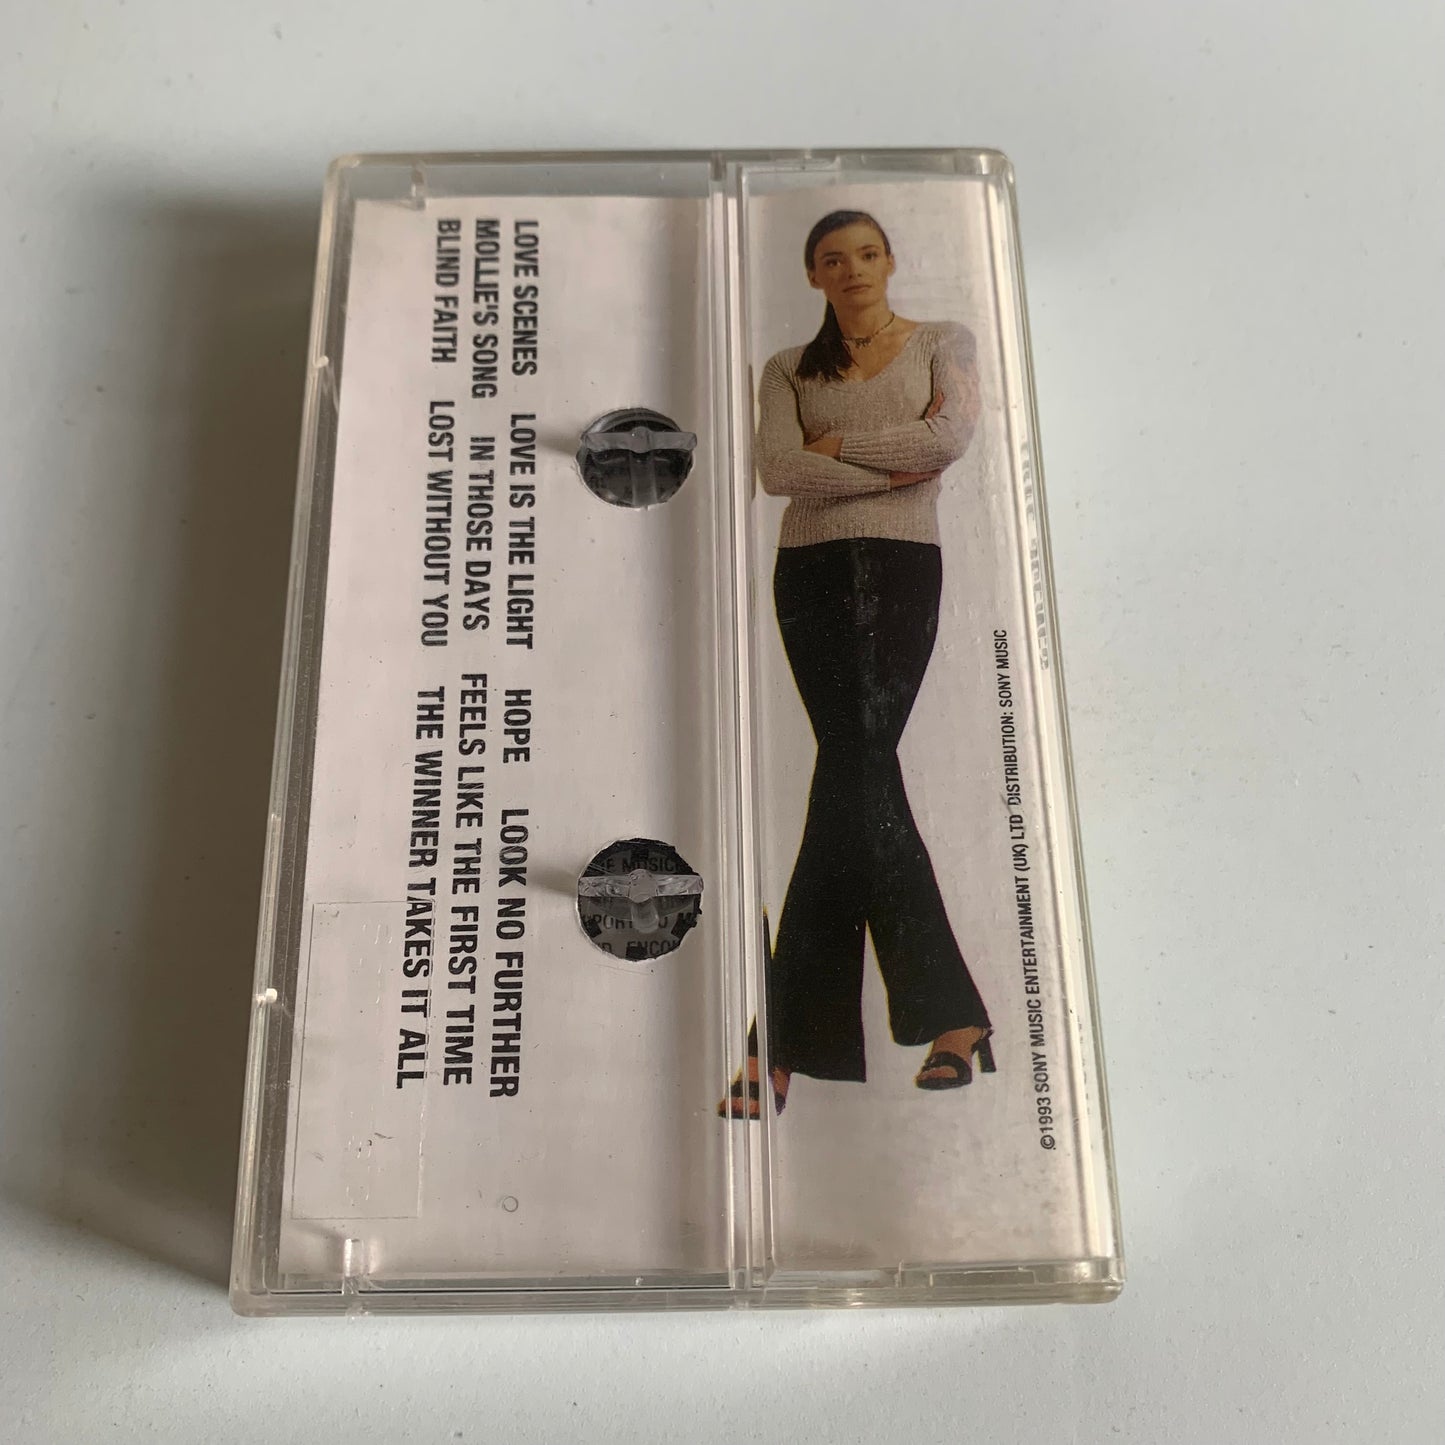 LOVE SCENES LOVE IS THE LIGHT HOPE LOOK NO FURTHER
MOLLIE'S SONG IN THOSE DAYS FEELS LIKE THE FIRST TIME
BLIND FAITH LOST WITHOUT YOU THE WINNER TAKES IT ALL
©1993 SONY MUSIC ENTERTAINMENT (UK) LTD DISTRIBUTION: SONY MUSIC
MUSIC